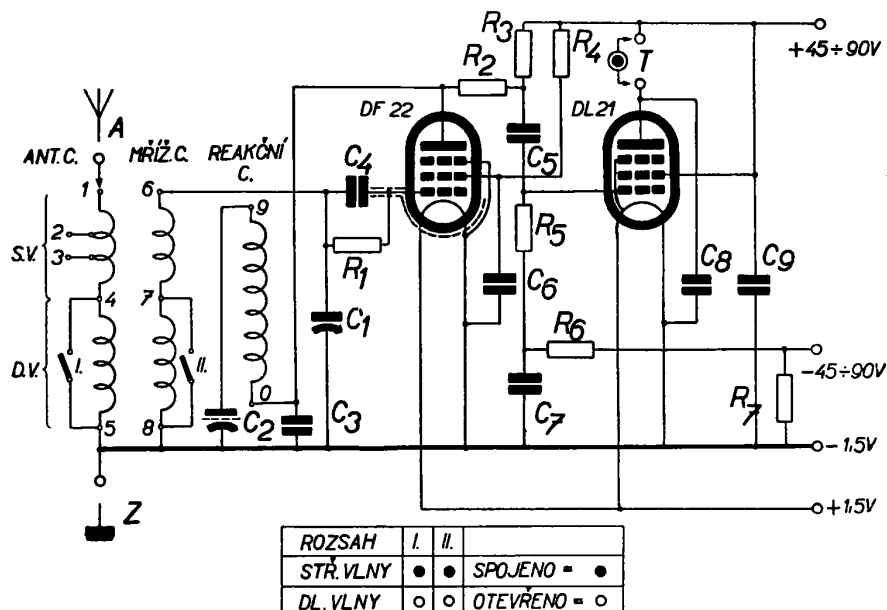 R3
R2
R4
T
+45÷90V
DF 22
DL21
A
ANT.C.
MŘÍŽ.C.
REAKČNÍ
C.
C4
C5
1
6
9
2
3
S.V.
R1
R5
C6
C8
C9
4
7
C1
D.V.
I.
II.
R6
-45÷90V
0
5
8
C2
C3
C7
R7
-1,5V
+1,5V
Z
ROZSAH I. II.
STŘ. VLNY ● ● SPOJENO = ●
DL. VLNY ○ ○ OTEVŘENO = ○